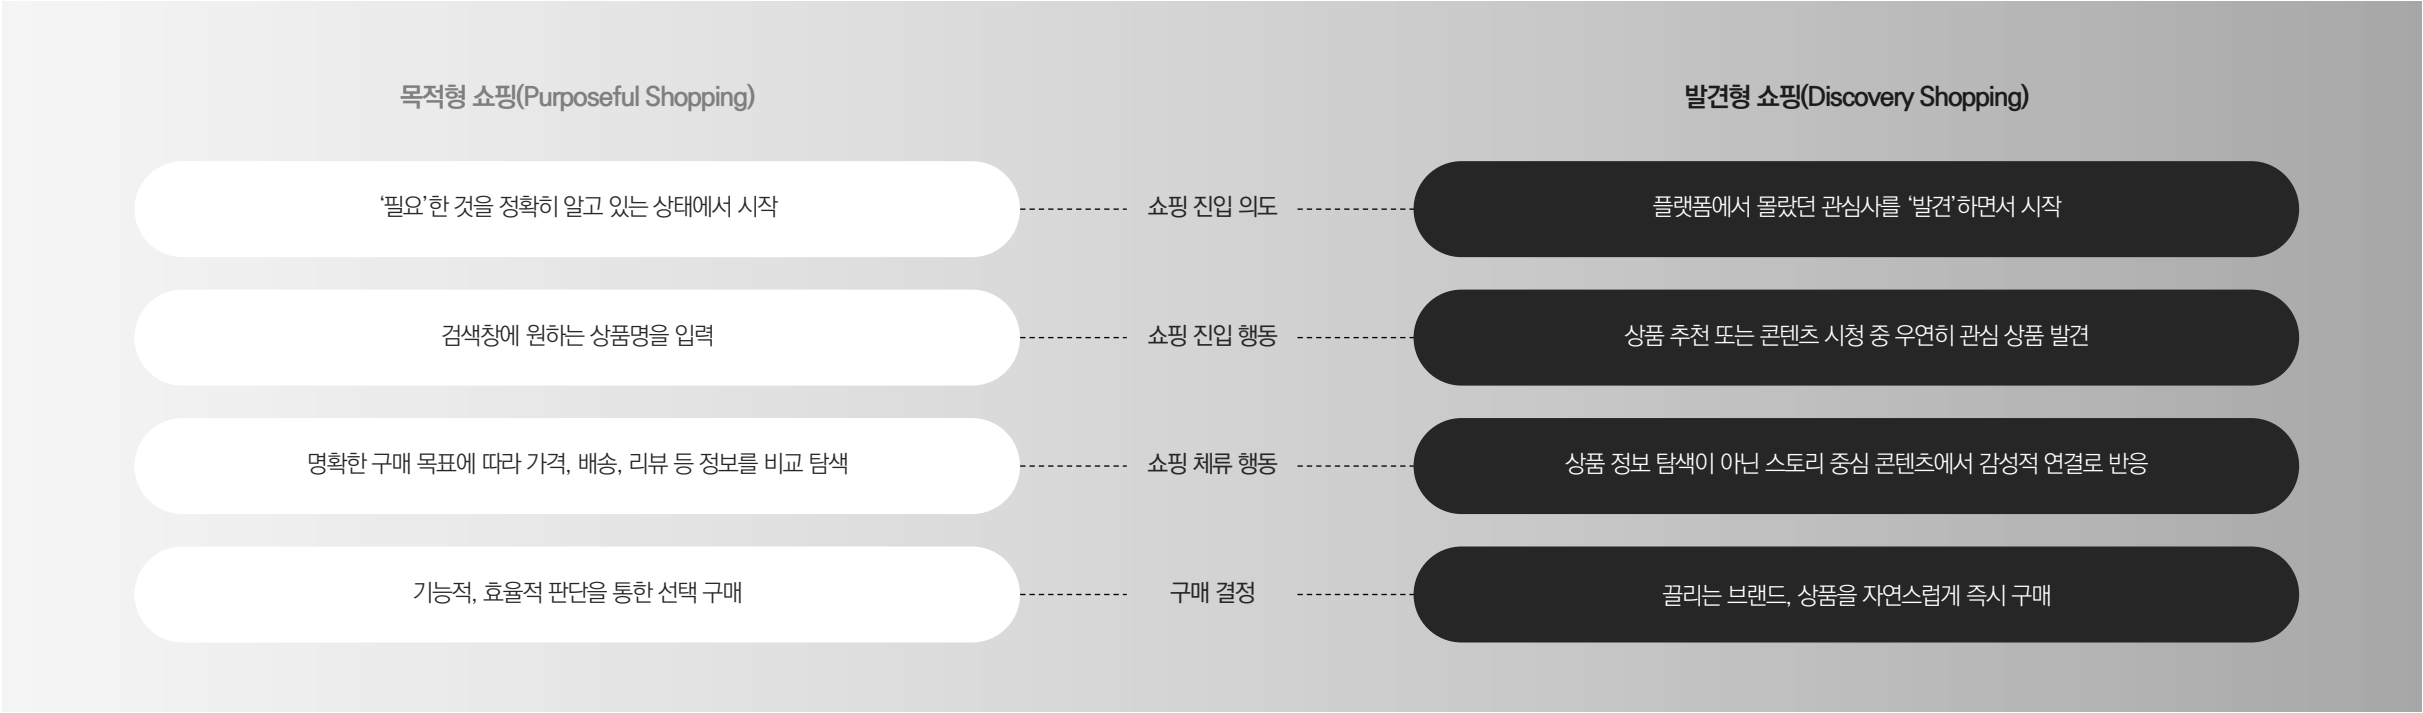 목적형 쇼핑(Purposeful Shopping)
발견형 쇼핑(Discovery Shopping)
‘필요’한 것을 정확히 알고 있는 상태에서 시작
쇼핑 진입 의도
플랫폼에서 몰랐던 관심사를 ‘발견’하면서 시작
검색창에 원하는 상품명을 입력
쇼핑 진입 행동
상품 추천 또는 콘텐츠 시청 중 우연히 관심 상품 발견
명확한 구매 목표에 따라 가격, 배송, 리뷰 등 정보를 비교 탐색
쇼핑 체류 행동
상품 정보 탐색이 아닌 스토리 중심 콘텐츠에서 감성적 연결로 반응
기능적, 효율적 판단을 통한 선택 구매
구매 결정
끌리는 브랜드, 상품을 자연스럽게 즉시 구매